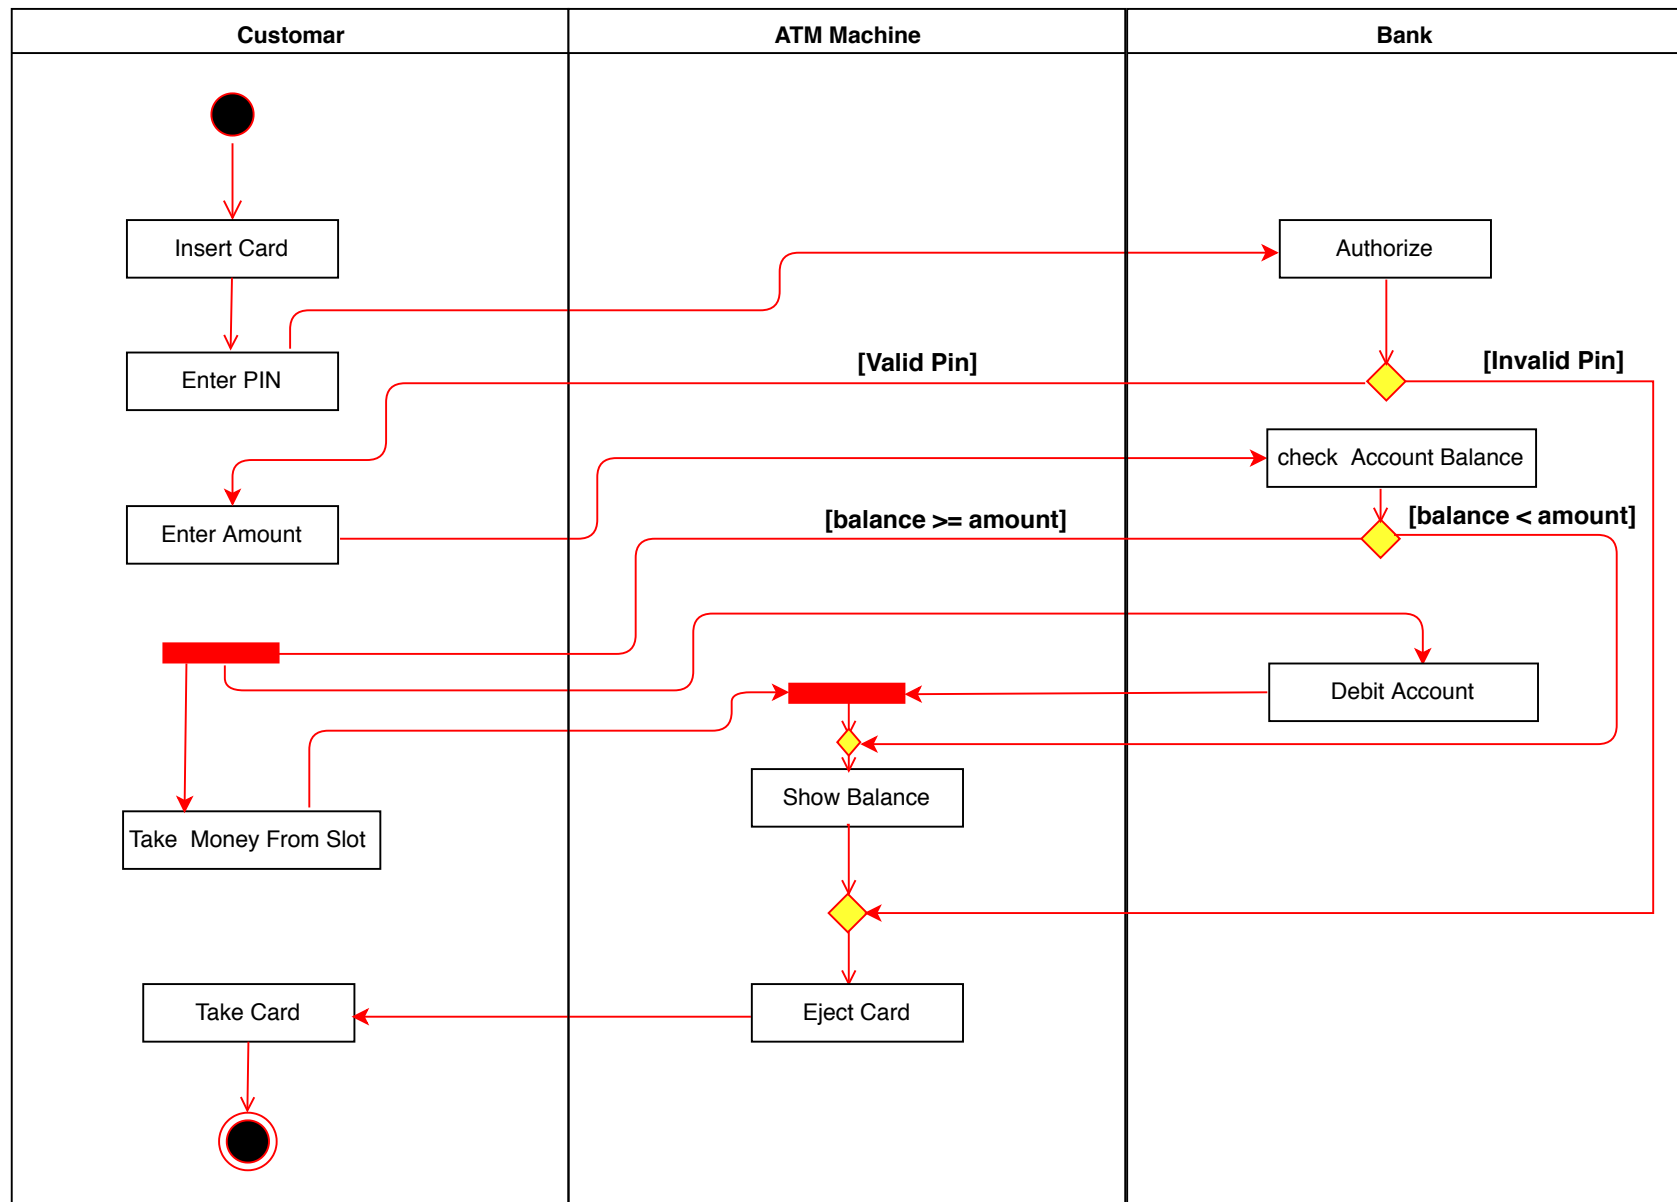 Customar
ATM Machine
Bank
Insert Card
Authorize
Enter PIN
[Valid Pin]
[Invalid Pin]
check  Account Balance
Enter Amount
[balance >= amount]
[balance < amount]
Debit Account
Show Balance
Take  Money From Slot
Take Card
Eject Card